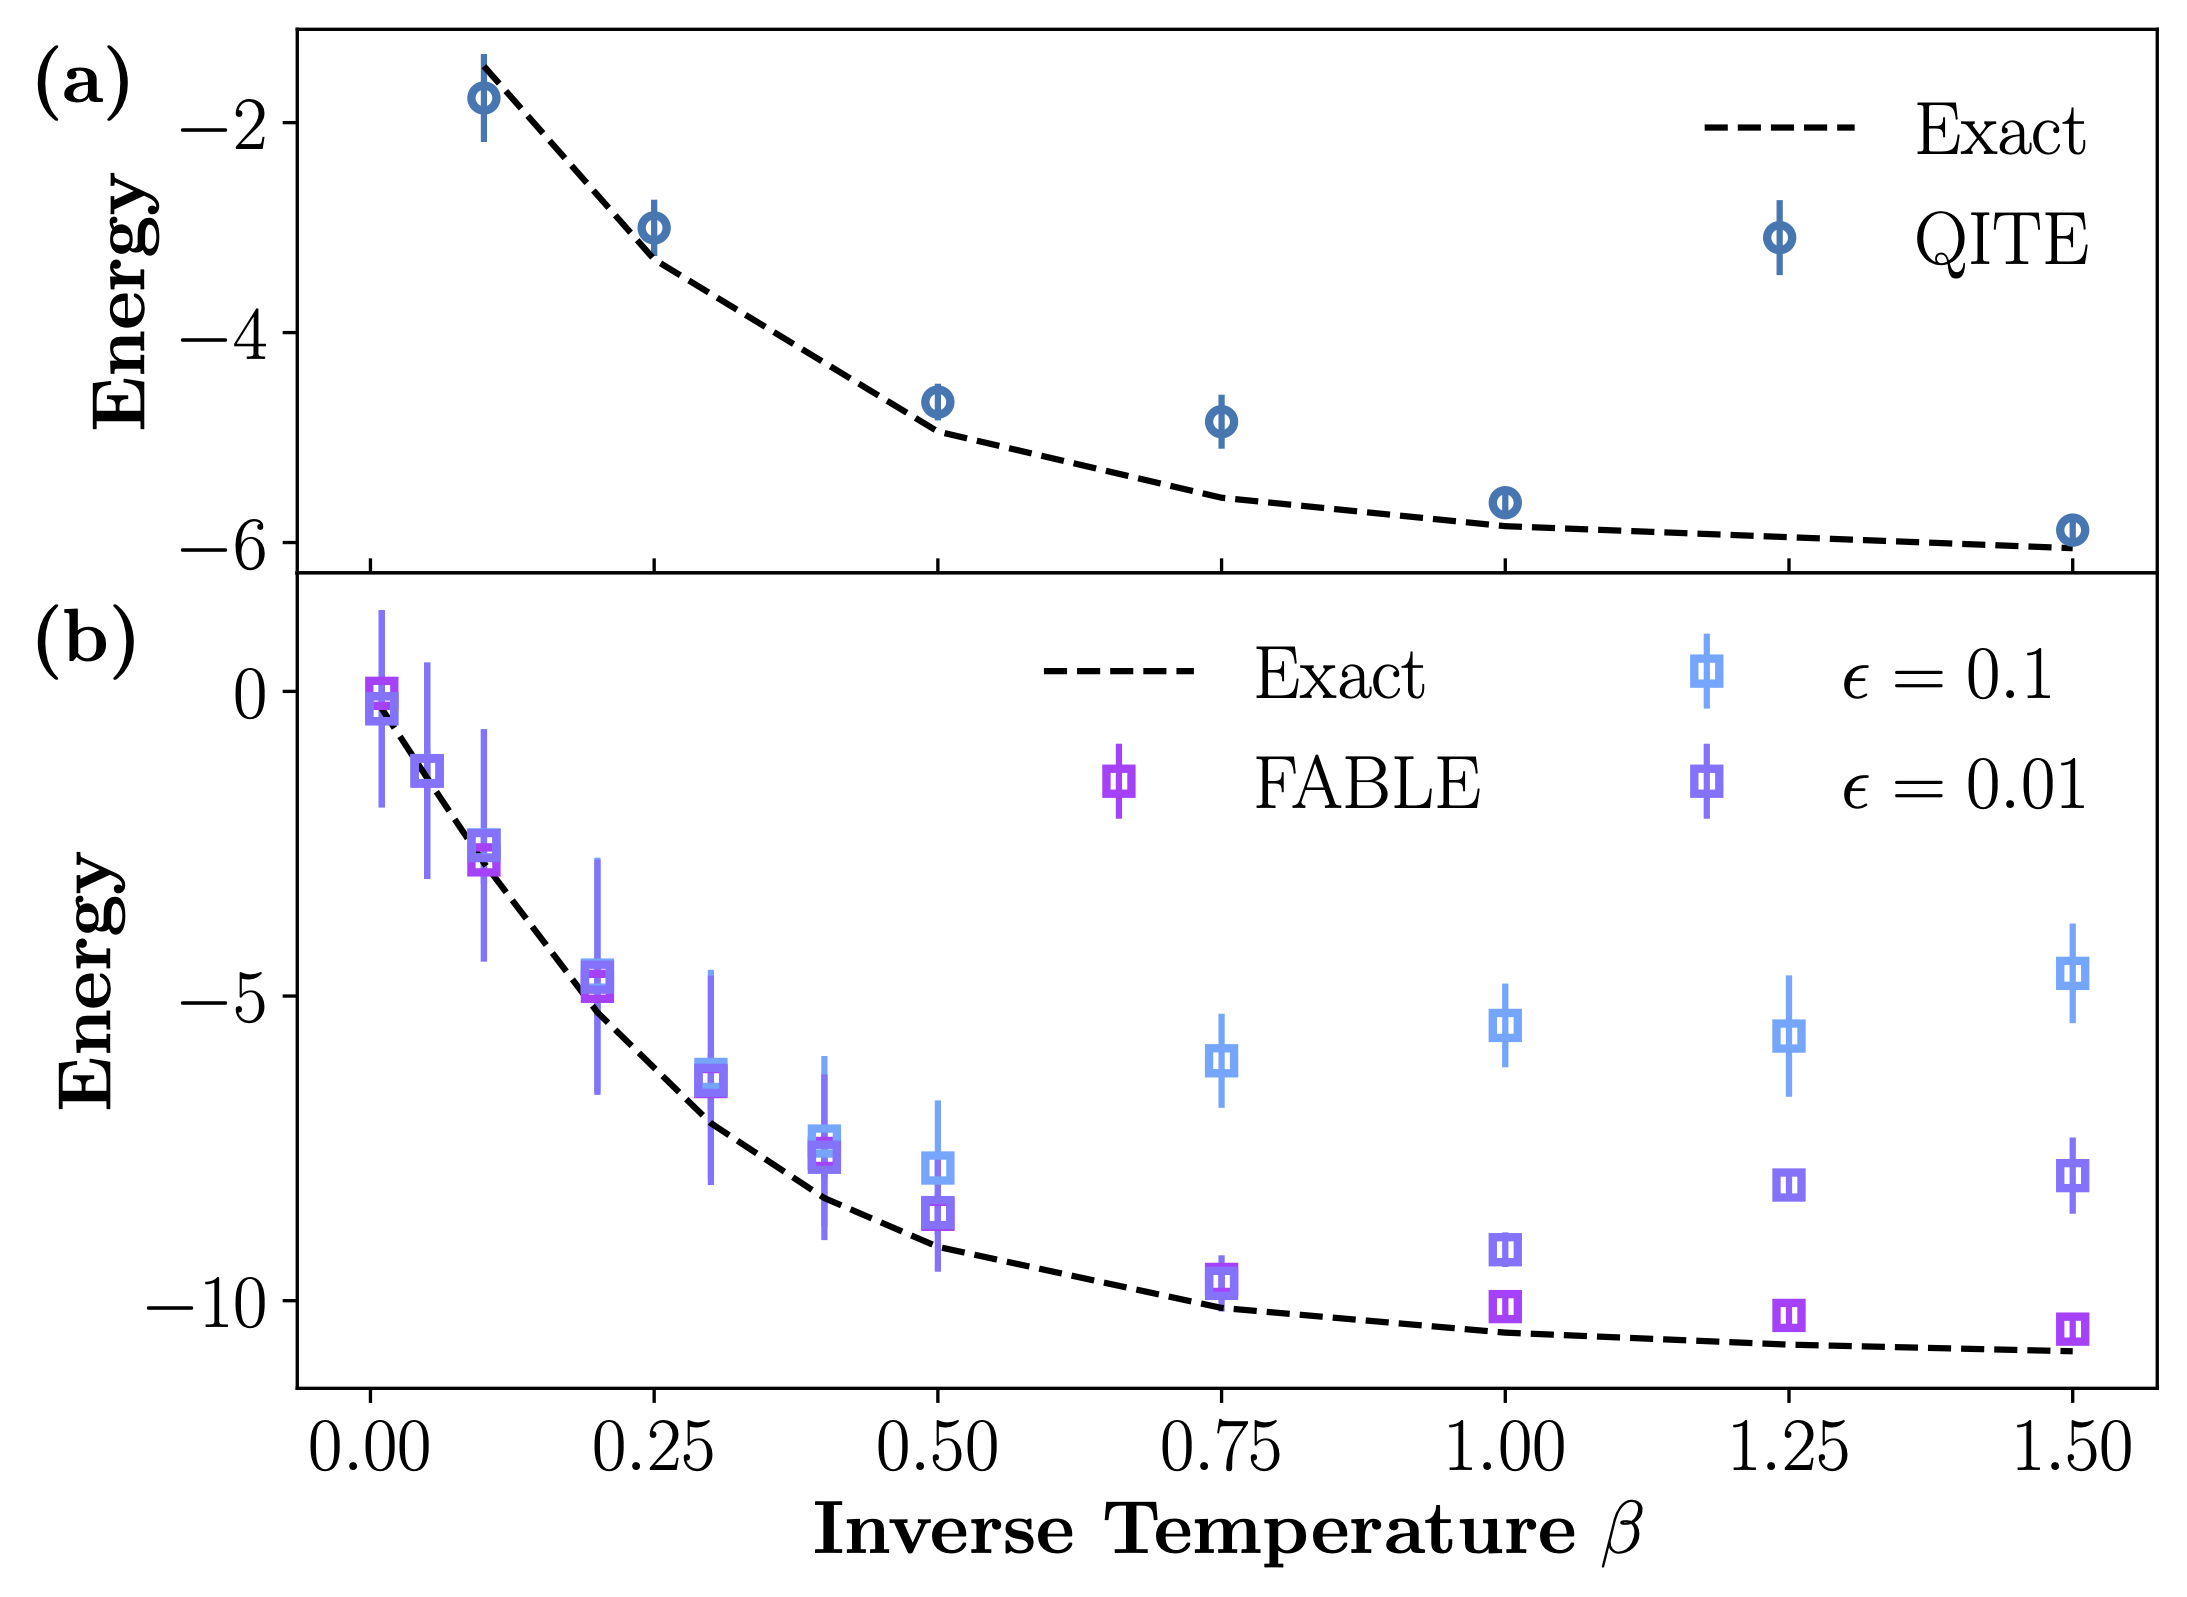 (a)
Energy
−2
−4
−6
Exact
QITE
(b)
Energy
0
−5
−10
Exact
FABLE
ϵ = 0.1
ϵ = 0.01
0.00 0.25 0.50 0.75 1.00 1.25 1.50
Inverse Temperature β